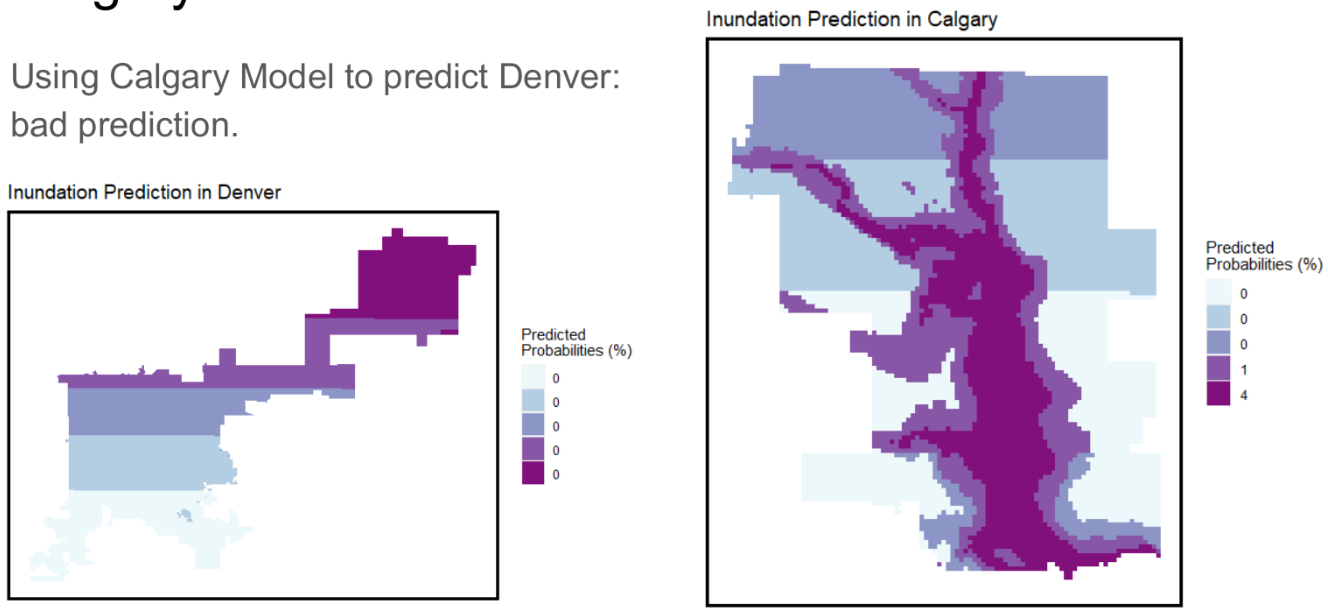 Using Calgary Model to predict Denver:
bad prediction.
Inundation Prediction in Denver
Predicted
Probabilities (%)
0
0
0
0
0
Inundation Prediction in Calgary
Predicted
Probabilities (%)
0
0
0
1
4